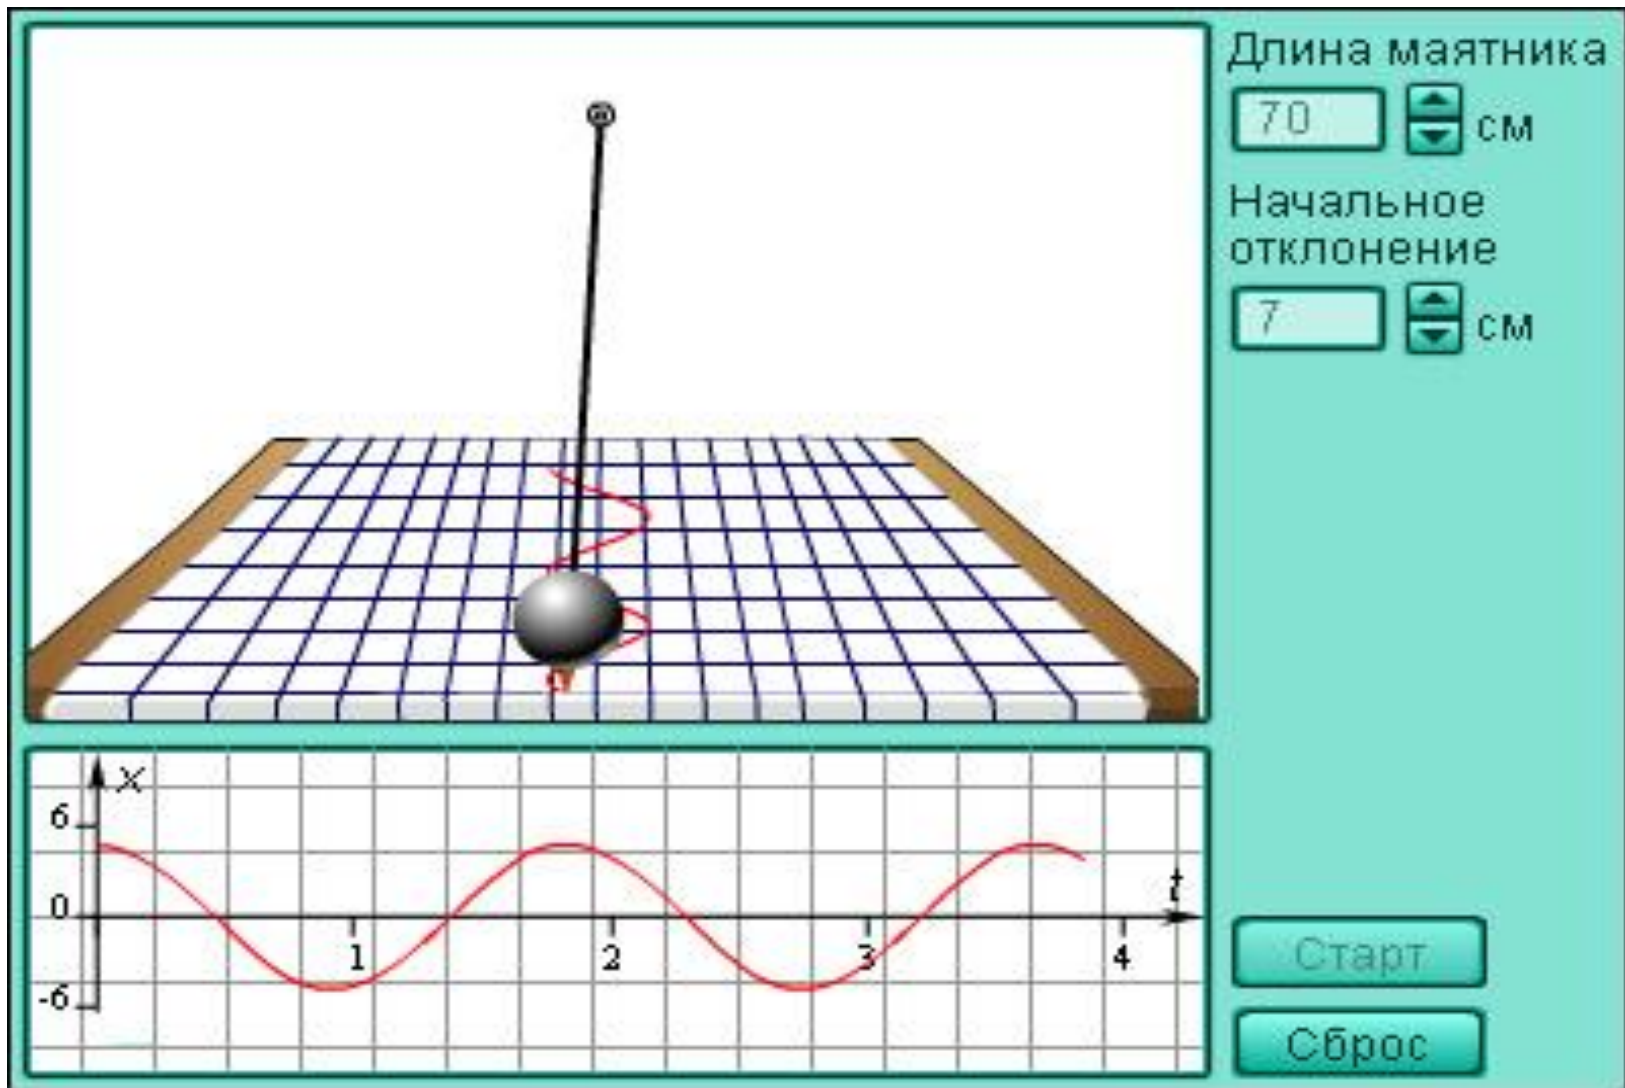 Длина маятника
70 см
Начальное
отклонение
7 см
x
6
0
-6
1 2 3 4
t
Старт
Сброс